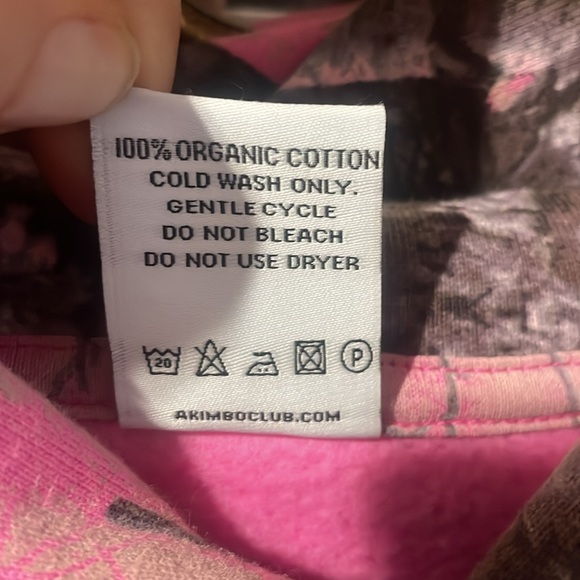 100% ORGANIC COTTON
COLD WASH ONLY.
GENTLE CYCLE
DO NOT BLEACH
DO NOT USE DRYER
20 P
AKIMBOCLUB.COM